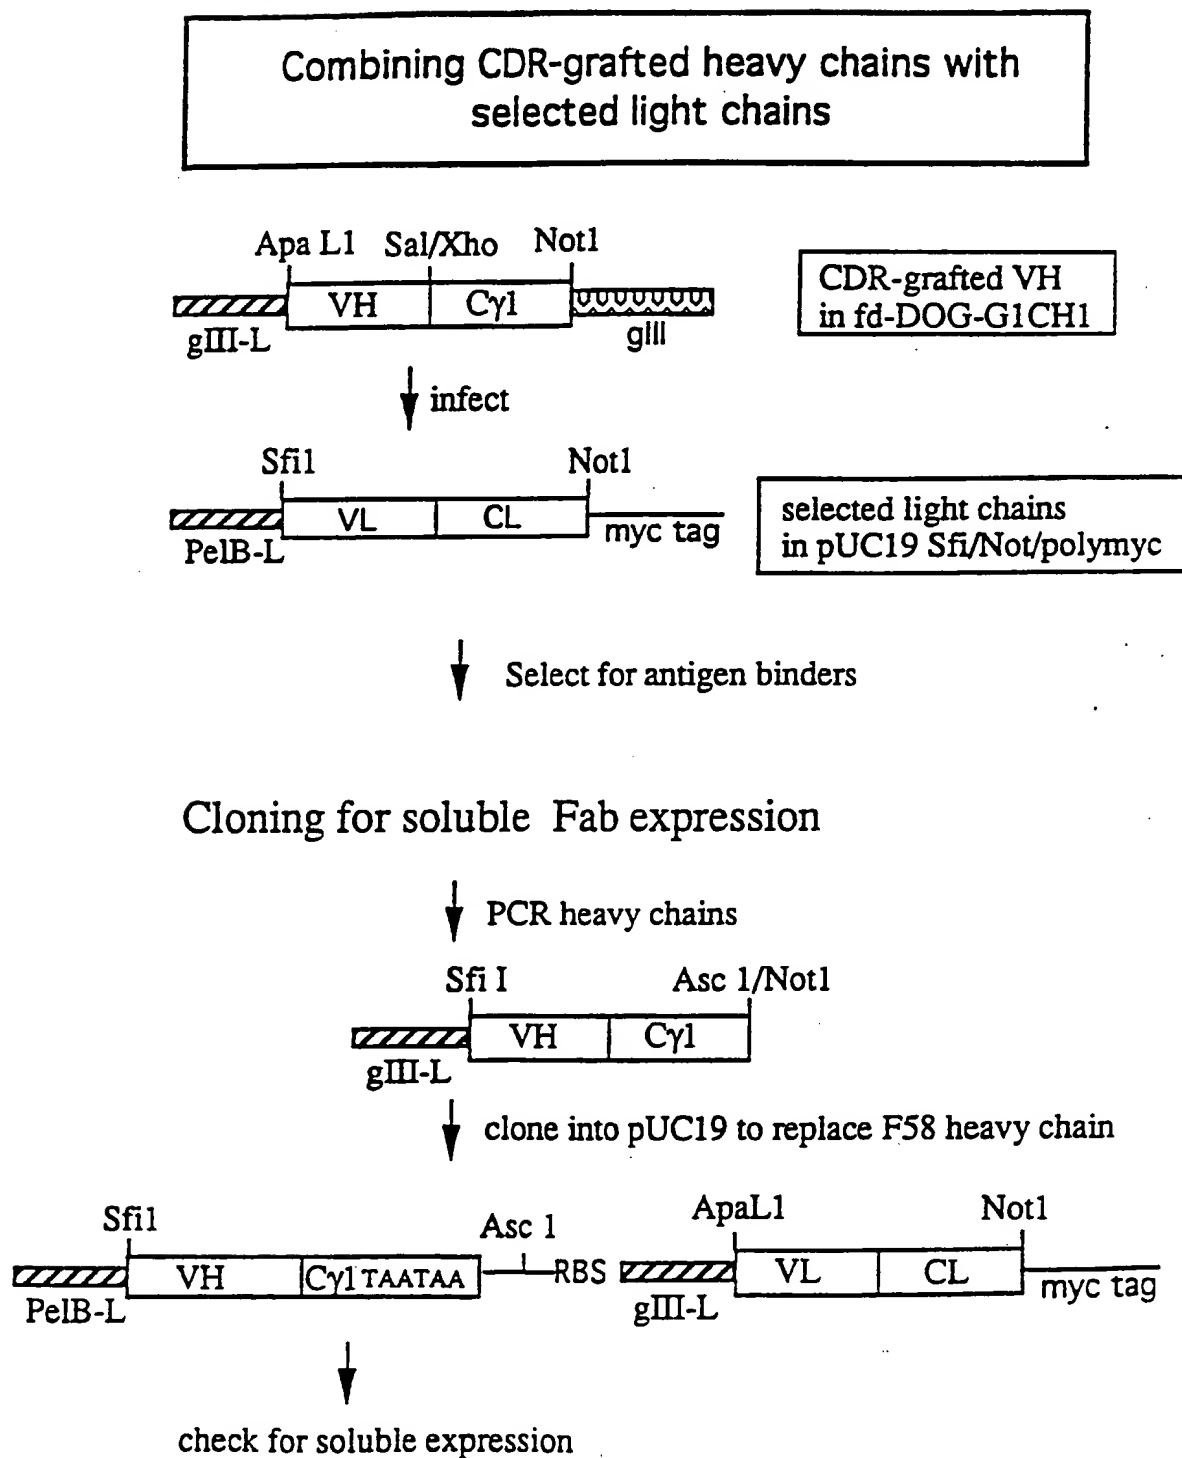 Combining CDR-grafted heavy chains with
selected light chains
Apa L1 Sal/Xho Not1
VH Cγ1
gIII-L gIII
CDR-grafted VH
in fd-DOG-G1CH1
infect
Sfi1 Not1
VL CL
PelB-L myc tag
selected light chains
in pUC19 Sfi/Not/polymyc
Select for antigen binders
Cloning for soluble Fab expression
PCR heavy chains
Sfi I Asc 1/Not1
VH Cγ1
gIII-L
clone into pUC19 to replace F58 heavy chain
Sfi1 Asc 1 ApaL1 Not1
VH Cγ1 TAATAA RBS VL CL
PelB-L gIII-L myc tag
check for soluble expression